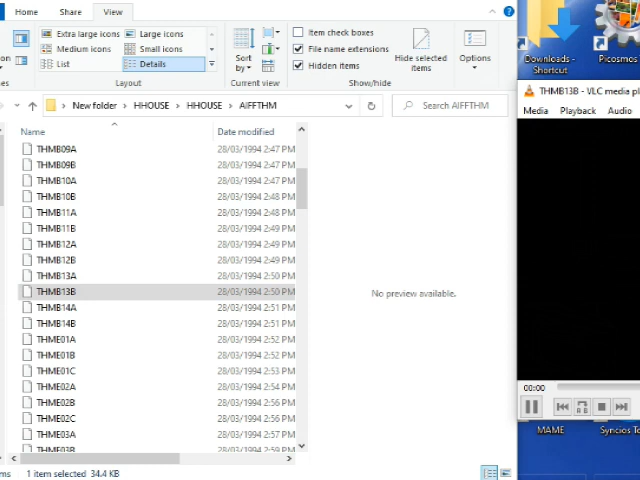 Home Share View
Extra large icons Large icons
Medium icons Small icons
List Details
Layout
Sort by
Current view
Item check boxes
File name extensions
Hidden items
Hide selected items
Options
Show/hide
New folder HHOUSE HHOUSE AIFFTHM
Search AIFFTHM
Name Date modified
THMB09A 28/03/1994 2:47 PM
THMB09B 28/03/1994 2:47 PM
THMB10A 28/03/1994 2:47 PM
THMB10B 28/03/1994 2:48 PM
THMB11A 28/03/1994 2:48 PM
THMB11B 28/03/1994 2:49 PM
THMB12A 28/03/1994 2:49 PM
THMB12B 28/03/1994 2:49 PM
THMB13A 28/03/1994 2:50 PM
THMB13B 28/03/1994 2:50 PM
THMB14A 28/03/1994 2:51 PM
THMB14B 28/03/1994 2:51 PM
THME01A 28/03/1994 2:52 PM
THME01B 28/03/1994 2:52 PM
THME01C 28/03/1994 2:53 PM
THME02A 28/03/1994 2:54 PM
THME02B 28/03/1994 2:56 PM
THME02C 28/03/1994 2:56 PM
THME03A 28/03/1994 2:57 PM
THME03B 28/03/1994 2:59 PM
No preview available.
1 item selected 34.4 KB
Downloads - Shortcut
Picosmos
THMB13B - VLC media pl
Media Playback Audio
00:00
MAME
Syncios To